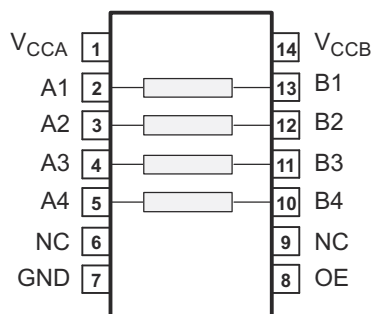 VCCA 1 14 VCCB
A1 2 13 B1
A2 3 12 B2
A3 4 11 B3
A4 5 10 B4
NC 6 9 NC
GND 7 8 OE